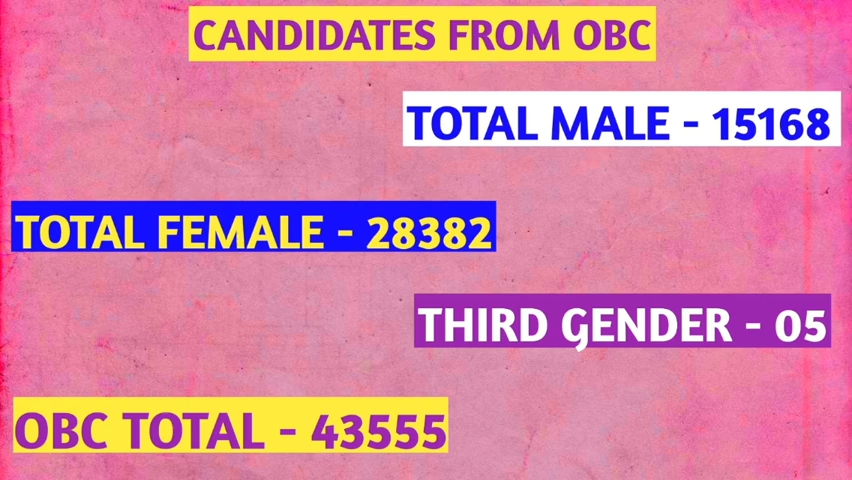 CANDIDATES FROM OBC
TOTAL MALE - 15168
TOTAL FEMALE - 28382
THIRD GENDER - 05
OBC TOTAL - 43555